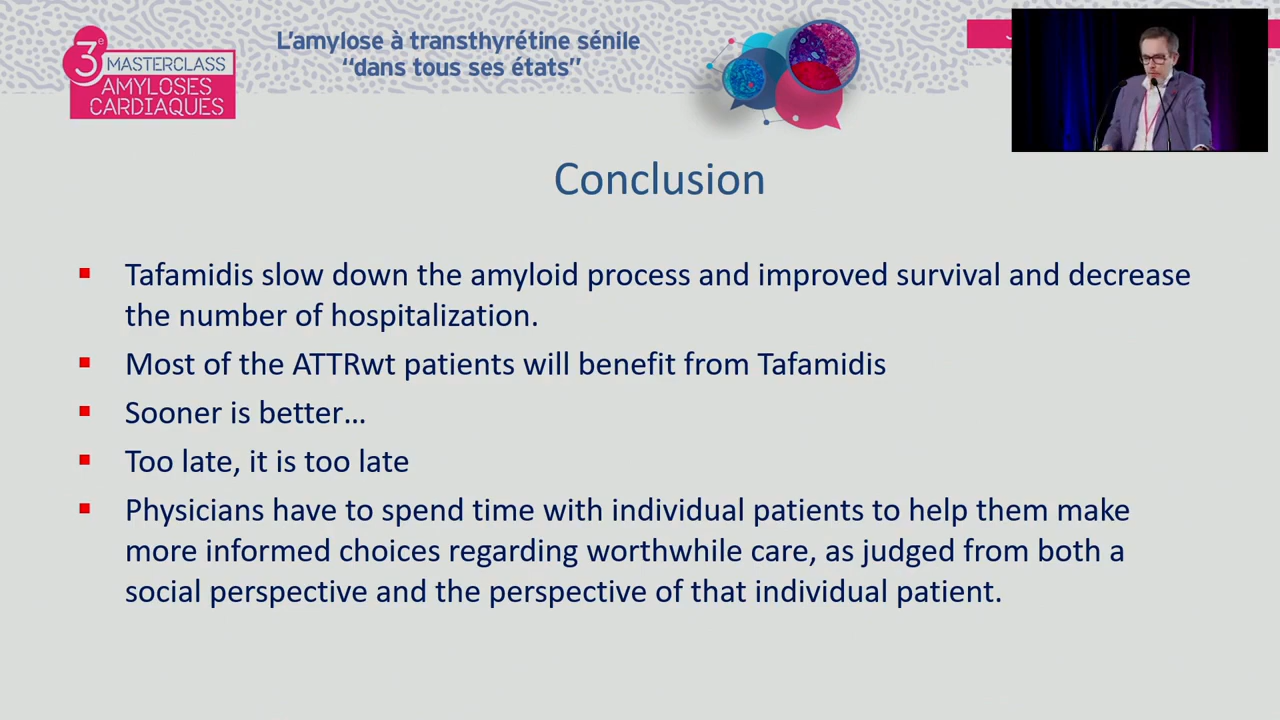 3e MASTERCLASS
AMYLOSES
CARDIAQUES
L'amylose à transthyrétine sénile
“dans tous ses états”
Conclusion
Tafamidis slow down the amyloid process and improved survival and decrease
the number of hospitalization.
Most of the ATTRwt patients will benefit from Tafamidis
Sooner is better…
Too late, it is too late
Physicians have to spend time with individual patients to help them make
more informed choices regarding worthwhile care, as judged from both a
social perspective and the perspective of that individual patient.